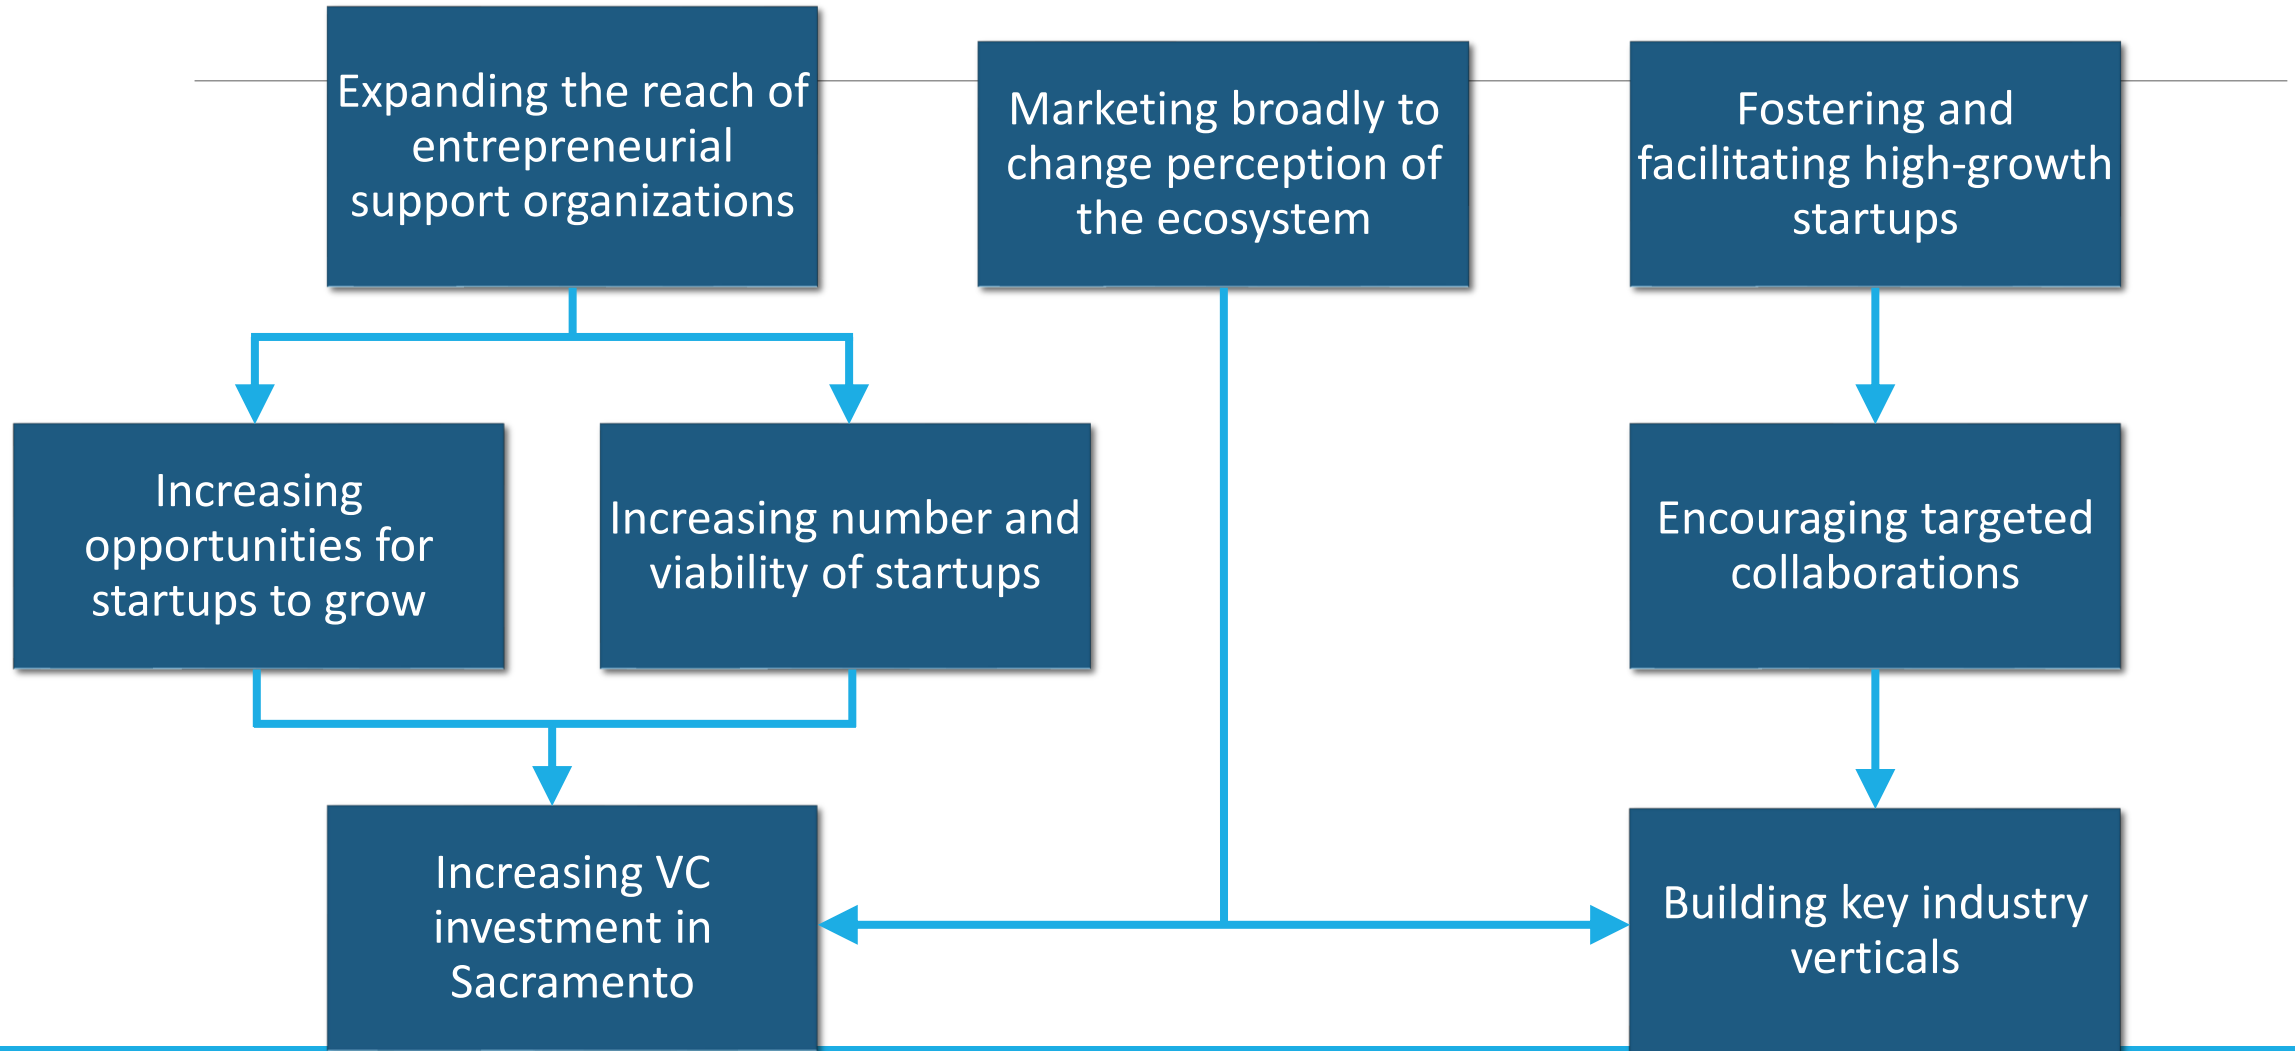 Expanding the reach of
entrepreneurial
support organizations
Marketing broadly to
change perception of
the ecosystem
Fostering and
facilitating high-growth
startups
Increasing
opportunities for
startups to grow
Increasing number and
viability of startups
Encouraging targeted
collaborations
Increasing VC
investment in
Sacramento
Building key industry
verticals